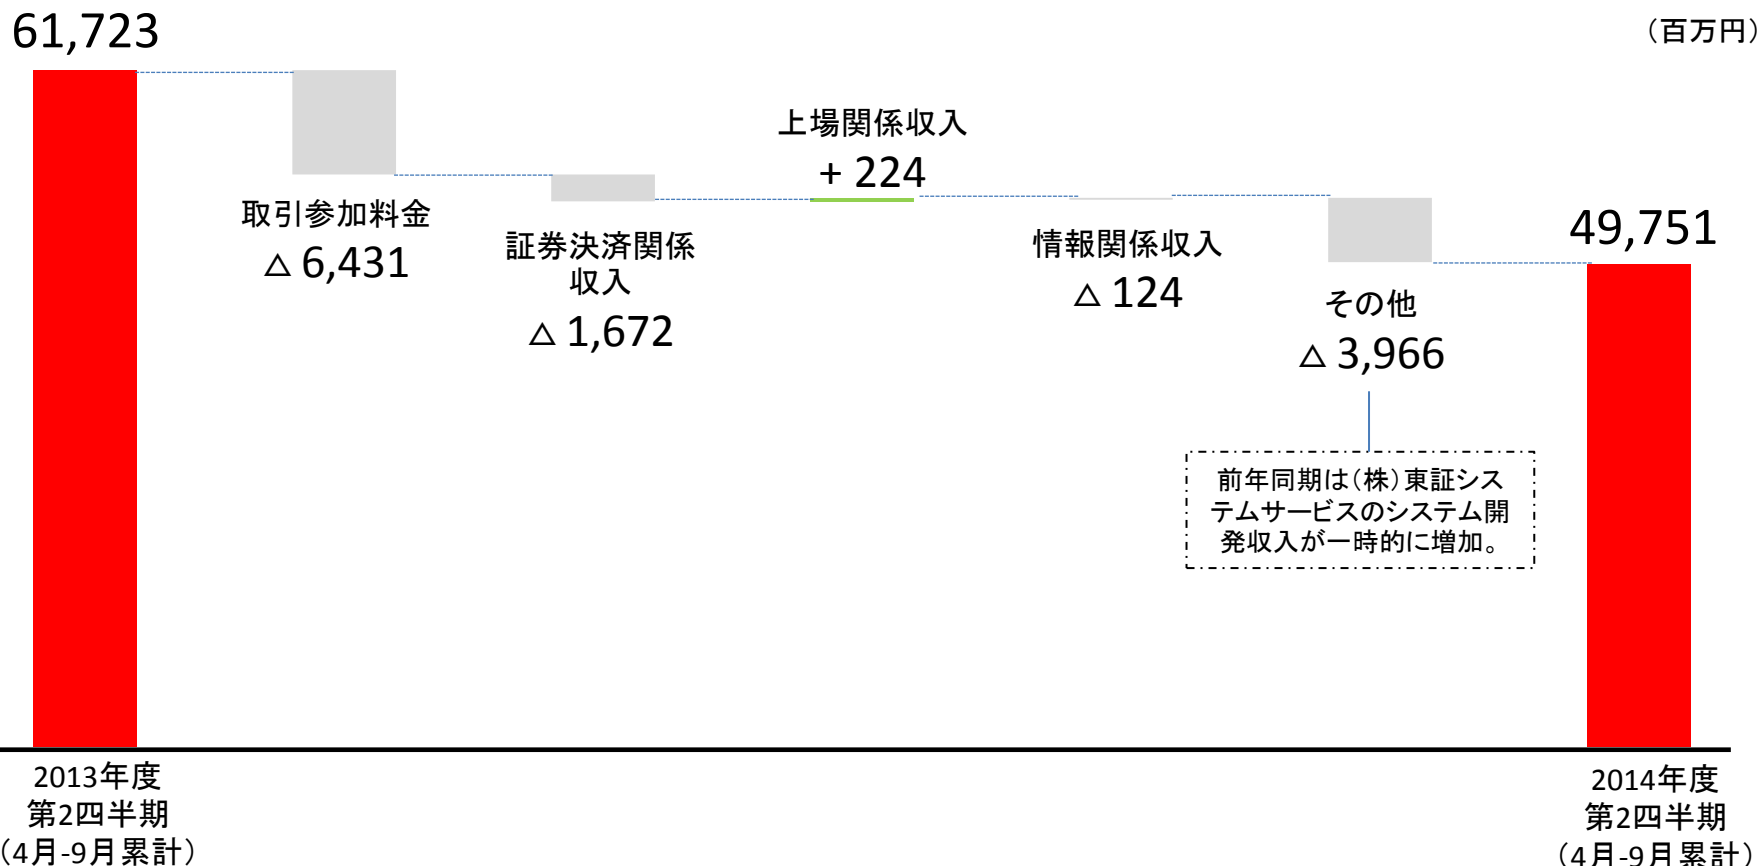 61,723
（百万円）
上場関係収入
+ 224
取引参加料金
△ 6,431
証券決済関係
収入
△ 1,672
情報関係収入
△ 124
49,751
その他
△ 3,966
前年同期は（株）東証シス
テムサービスのシステム開
発収入が一時的に増加。
2013年度
第2四半期
（4月-9月累計）
2014年度
第2四半期
（4月-9月累計）